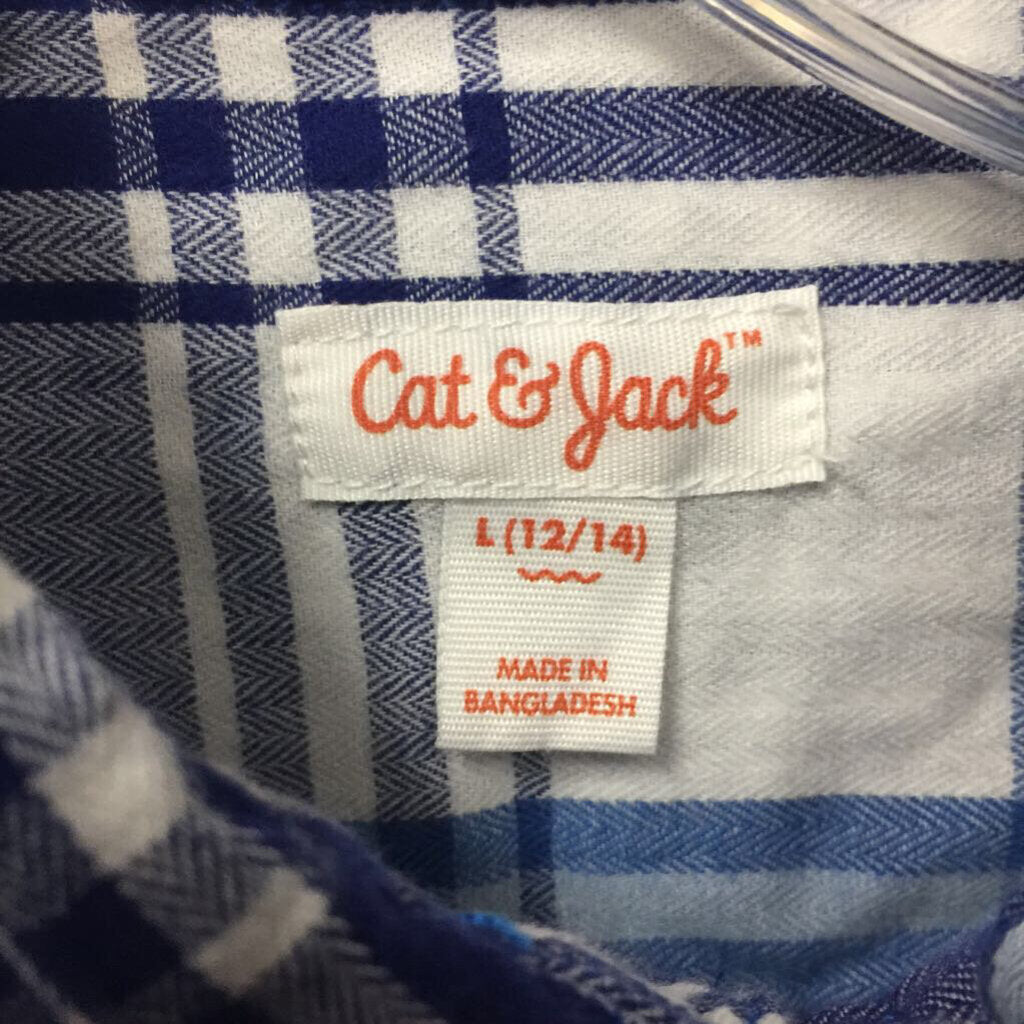 Cat & Jack™
L (12/14)
MADE IN
BANGLADESH